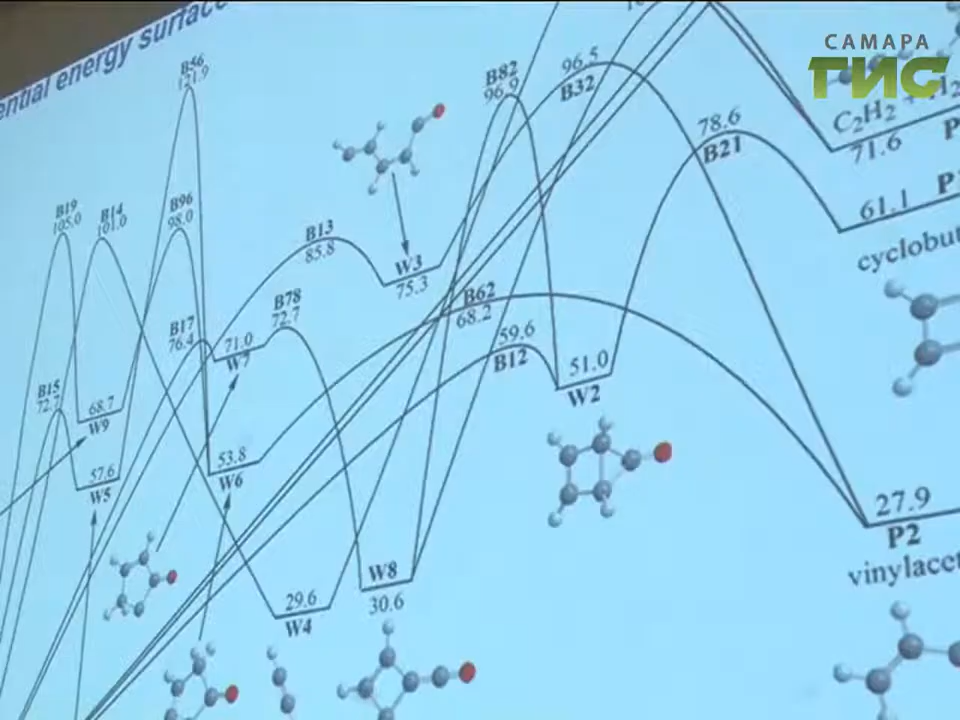 ential energy surface
САМАРА
ГИС
B56
121.9
B82
96.9
96.5
B32
78.6
B21
C₂H₂ +
71.6
61.1
cyclobut
B19
105.0
B14
101.0
B96
98.0
B13
85.8
W3
75.3
B62
68.2
B78
72.7
B17
76.4
71.0
W7
59.6
B12
51.0
W2
B15
72.7
68.7
W9
57.6
W5
53.8
W6
27.9
P2
vinylacet
W8
30.6
29.6
W4